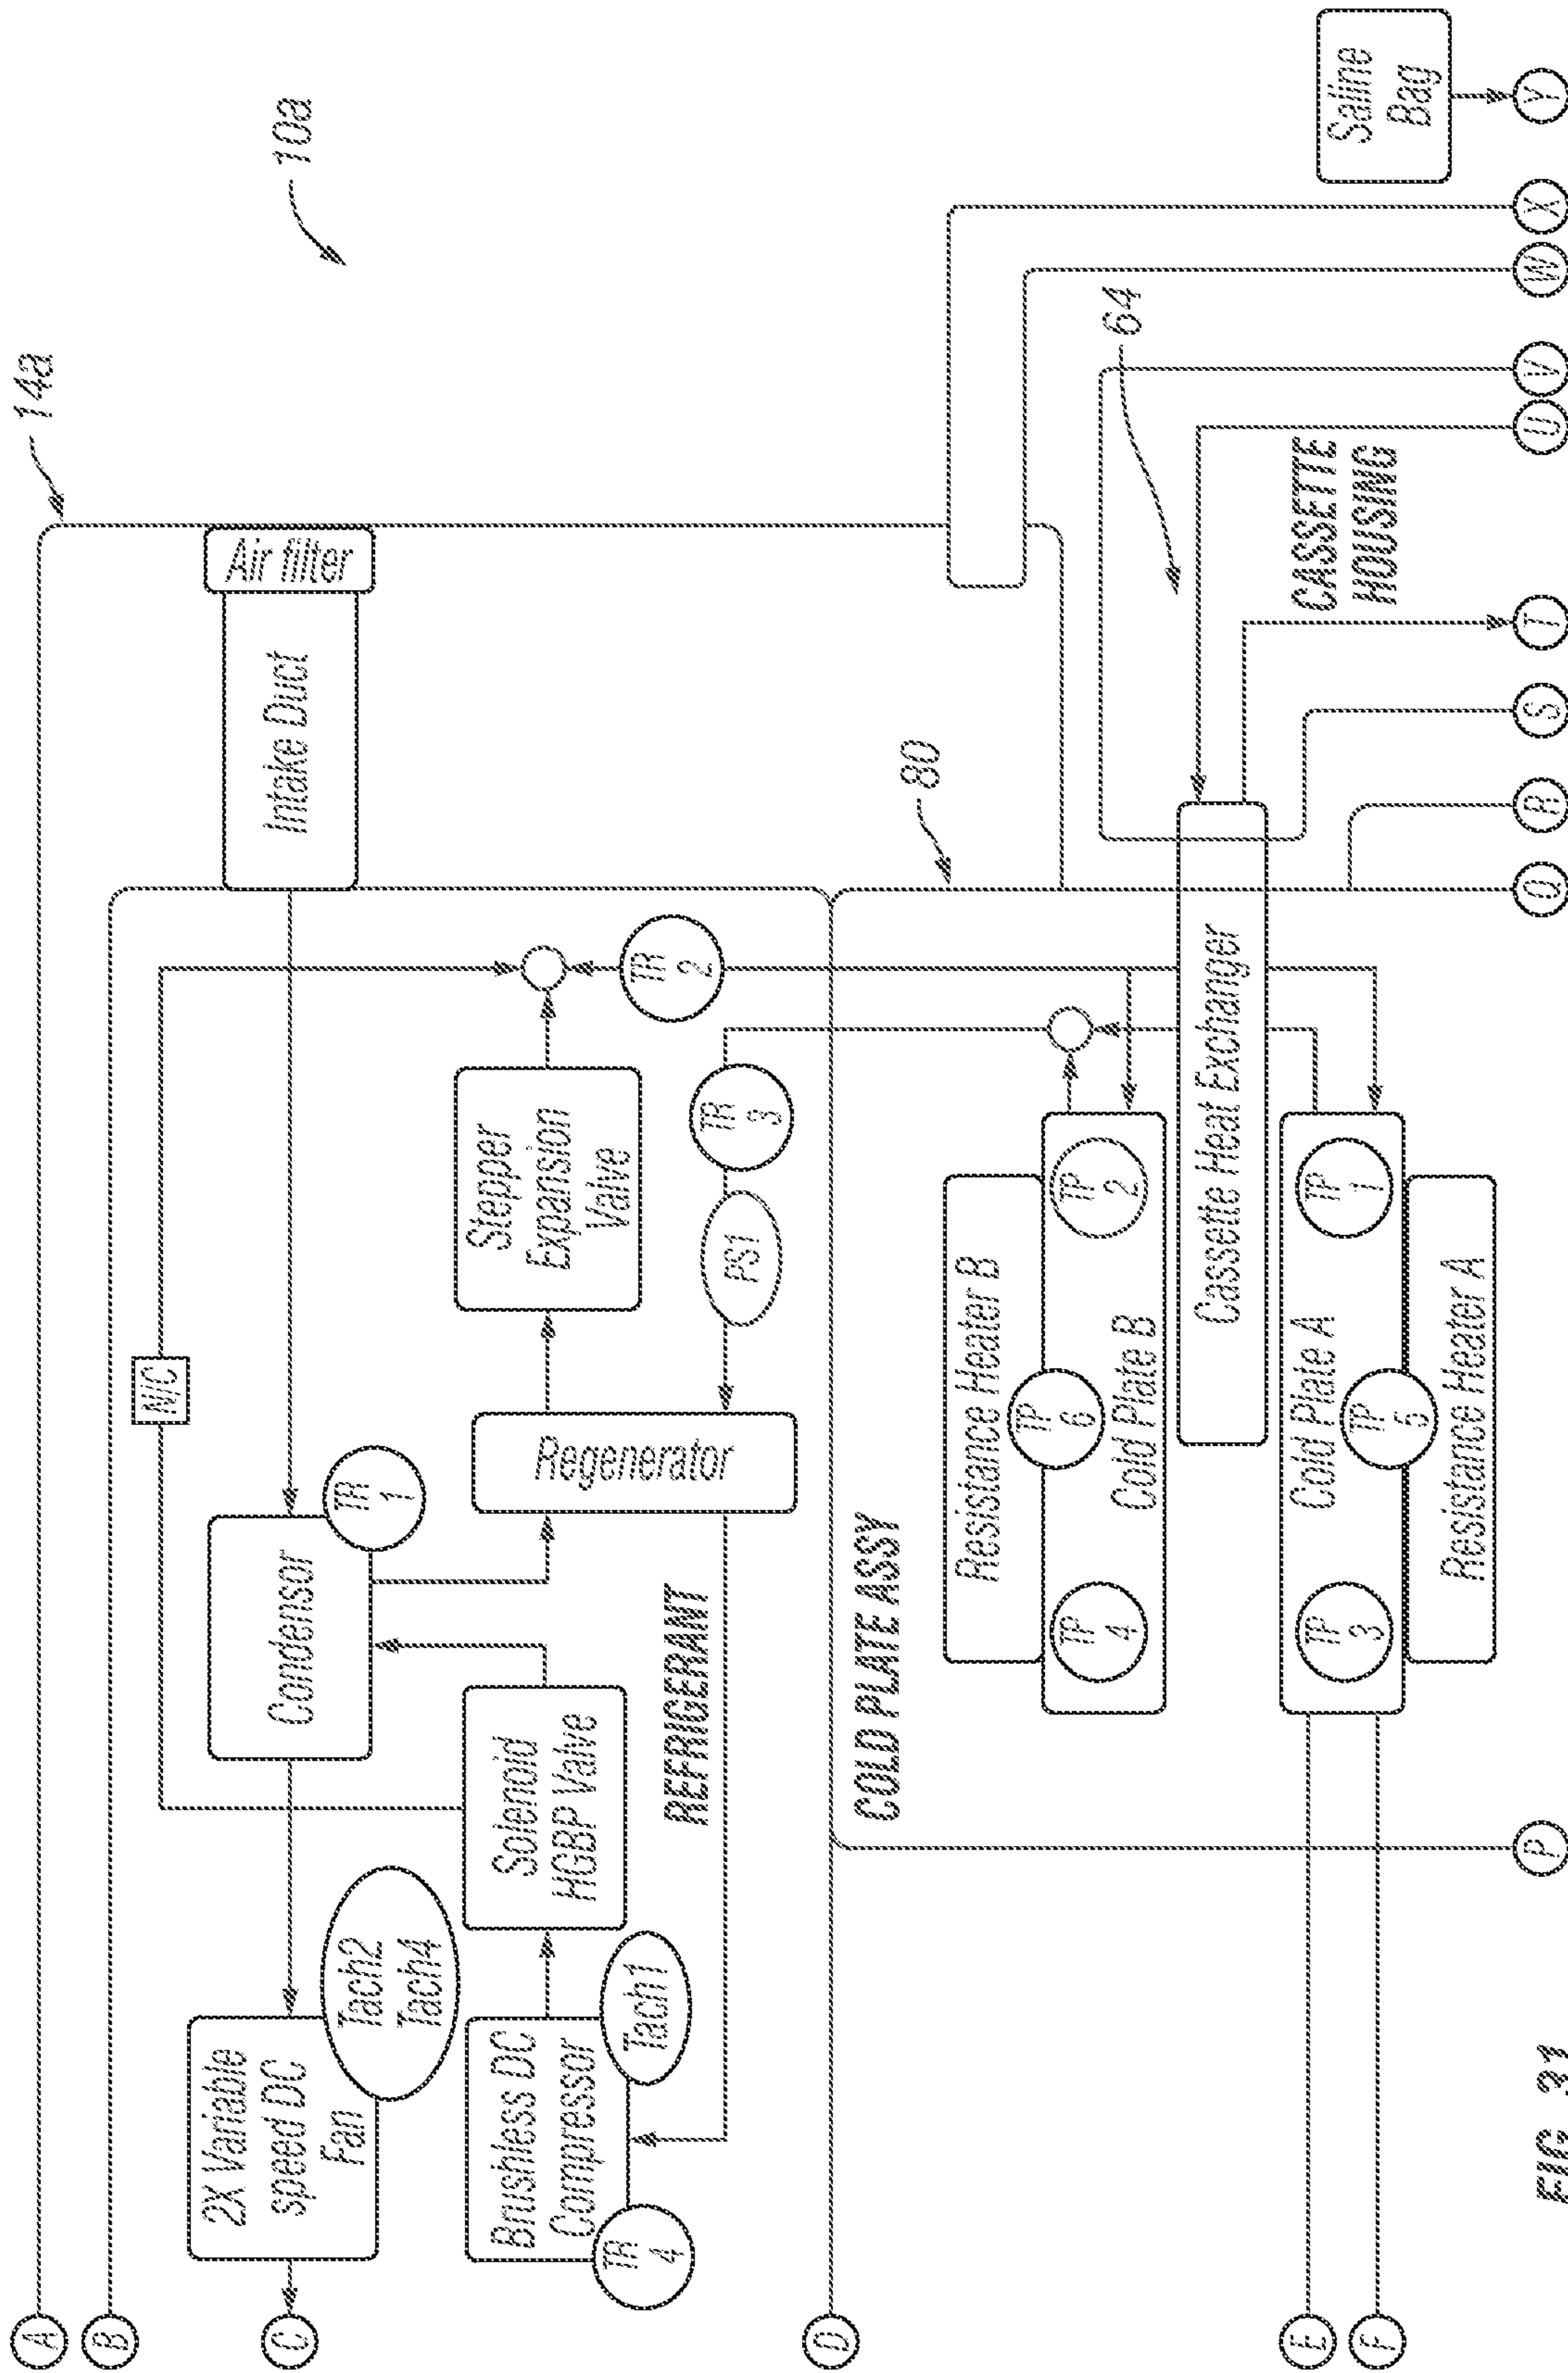 14a
10a
A
B
C
D
E
F
Air filter
Intake Duct
N/C
Condensor
TR
1
2X Variable
speed DC
Fan
Tach2
Tach4
Stepper
Expansion
Valve
TR
2
TR
3
PS1
Regenerator
Solenoid
HGBP Valve
Brushless DC
Compressor
Tach1
TR
4
REFRIGERANT
80
64
COLD PLATE ASSY
Resistance Heater B
TP
4
TP
6
TP
2
Cold Plate B
Cassette Heat Exchanger
Cold Plate A
TP
3
TP
5
TP
1
Resistance Heater A
CASSETTE
HOUSING
Saline
Bag
P
Q
R
S
T
U
V
W
X
Y
FIG. 31